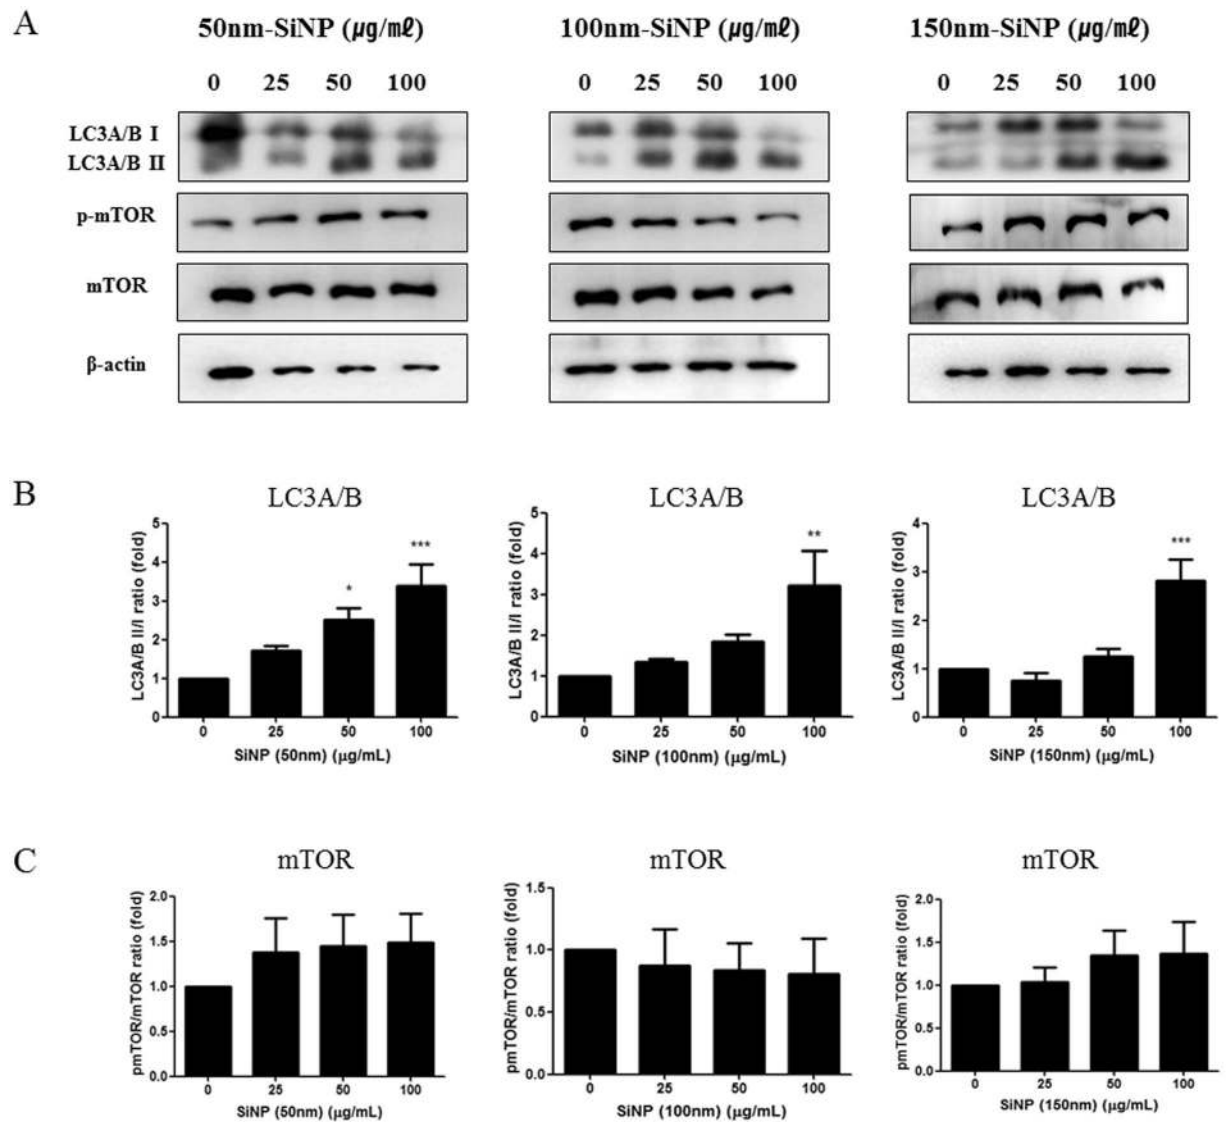 A
50nm-SiNP (㎍/㎖)
100nm-SiNP (㎍/㎖)
150nm-SiNP (㎍/㎖)
0 25 50 100
0 25 50 100
0 25 50 100
LC3A/B I
LC3A/B II
p-mTOR
mTOR
β-actin
B
LC3A/B
LC3A/B II/I ratio (fold)
5
4
3
2
1
0
*
***
0 25 50 100
SiNP (50nm) (μg/mL)
LC3A/B
LC3A/B II/I ratio (fold)
5
4
3
2
1
0
**
0 25 50 100
SiNP (100nm) (μg/mL)
LC3A/B
LC3A/B II/I ratio (fold)
4
3
2
1
0
***
0 25 50 100
SiNP (150nm) (μg/mL)
C
mTOR
pmTOR/mTOR ratio (fold)
2.0
1.5
1.0
0.5
0.0
0 25 50 100
SiNP (50nm) (μg/mL)
mTOR
pmTOR/mTOR ratio (fold)
1.5
1.0
0.5
0.0
0 25 50 100
SiNP (100nm) (μg/mL)
mTOR
pmTOR/mTOR ratio (fold)
2.0
1.5
1.0
0.5
0.0
0 25 50 100
SiNP (150nm) (μg/mL)